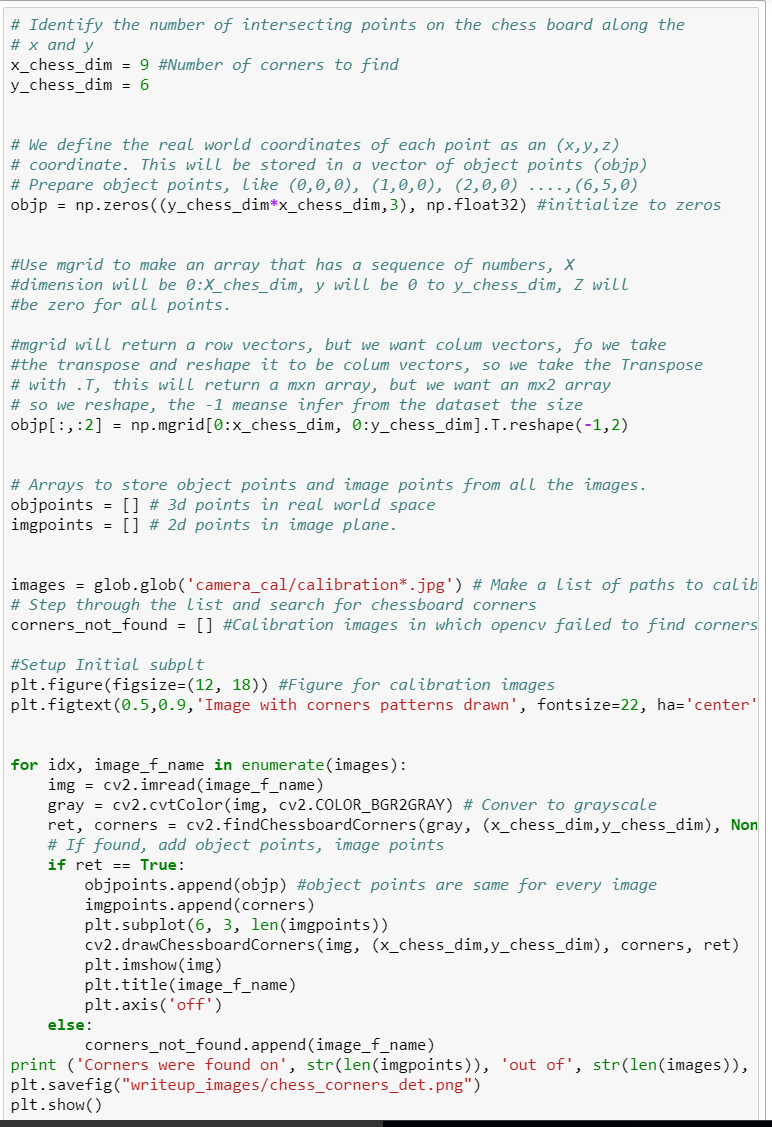 # Identify the number of intersecting points on the chess board along the
# x and y
x_chess_dim = 9 #Number of corners to find
y_chess_dim = 6
# We define the real world coordinates of each point as an (x,y,z)
# coordinate. This will be stored in a vector of object points (objp)
# Prepare object points, like (0,0,0), (1,0,0), (2,0,0) ....,(6,5,0)
objp = np.zeros((y_chess_dim*x_chess_dim,3), np.float32) #initialize to zeros
#Use mgrid to make an array that has a sequence of numbers, X
#dimension will be 0:X_ches_dim, y will be 0 to y_chess_dim, Z will
#be zero for all points.
#mgrid will return a row vectors, but we want colum vectors, fo we take
#the transpose and reshape it to be colum vectors, so we take the Transpose
# with .T, this will return a mxn array, but we want an mx2 array
# so we reshape, the -1 meanse infer from the dataset the size
objp[:,:2] = np.mgrid[0:x_chess_dim, 0:y_chess_dim].T.reshape(-1,2)
# Arrays to store object points and image points from all the images.
objpoints = [] # 3d points in real world space
imgpoints = [] # 2d points in image plane.
images = glob.glob('camera_cal/calibration*.jpg') # Make a list of paths to calib
# Step through the list and search for chessboard corners
corners_not_found = [] #Calibration images in which opencv failed to find corners
#Setup Initial subplt
plt.figure(figsize=(12, 18)) #Figure for calibration images
plt.figtext(0.5,0.9,'Image with corners patterns drawn', fontsize=22, ha='center'
for idx, image_f_name in enumerate(images):
    img = cv2.imread(image_f_name)
    gray = cv2.cvtColor(img, cv2.COLOR_BGR2GRAY) # Conver to grayscale
    ret, corners = cv2.findChessboardCorners(gray, (x_chess_dim,y_chess_dim), Non
    # If found, add object points, image points
    if ret == True:
        objpoints.append(objp) #object points are same for every image
        imgpoints.append(corners)
        plt.subplot(6, 3, len(imgpoints))
        cv2.drawChessboardCorners(img, (x_chess_dim,y_chess_dim), corners, ret)
        plt.imshow(img)
        plt.title(image_f_name)
        plt.axis('off')
    else:
        corners_not_found.append(image_f_name)
print ('Corners were found on', str(len(imgpoints)), 'out of', str(len(images)),
plt.savefig("writeup_images/chess_corners_det.png")
plt.show()